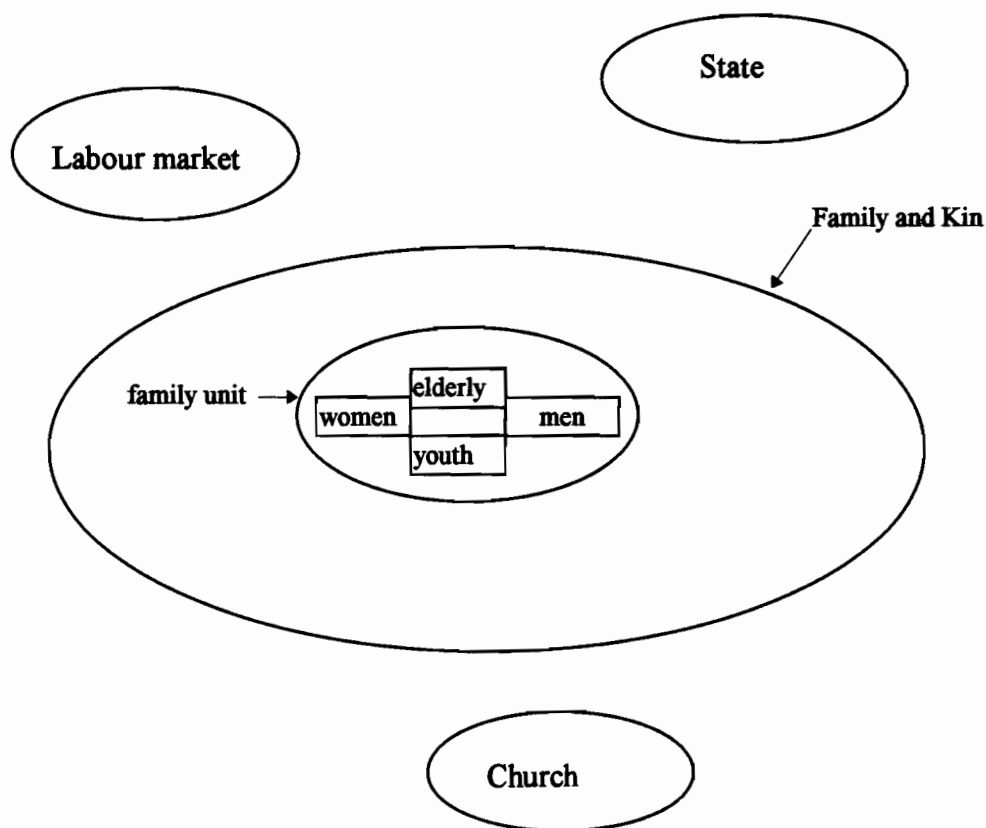 State
Labour market
Family and Kin
family unit
elderly
women
men
youth
Church